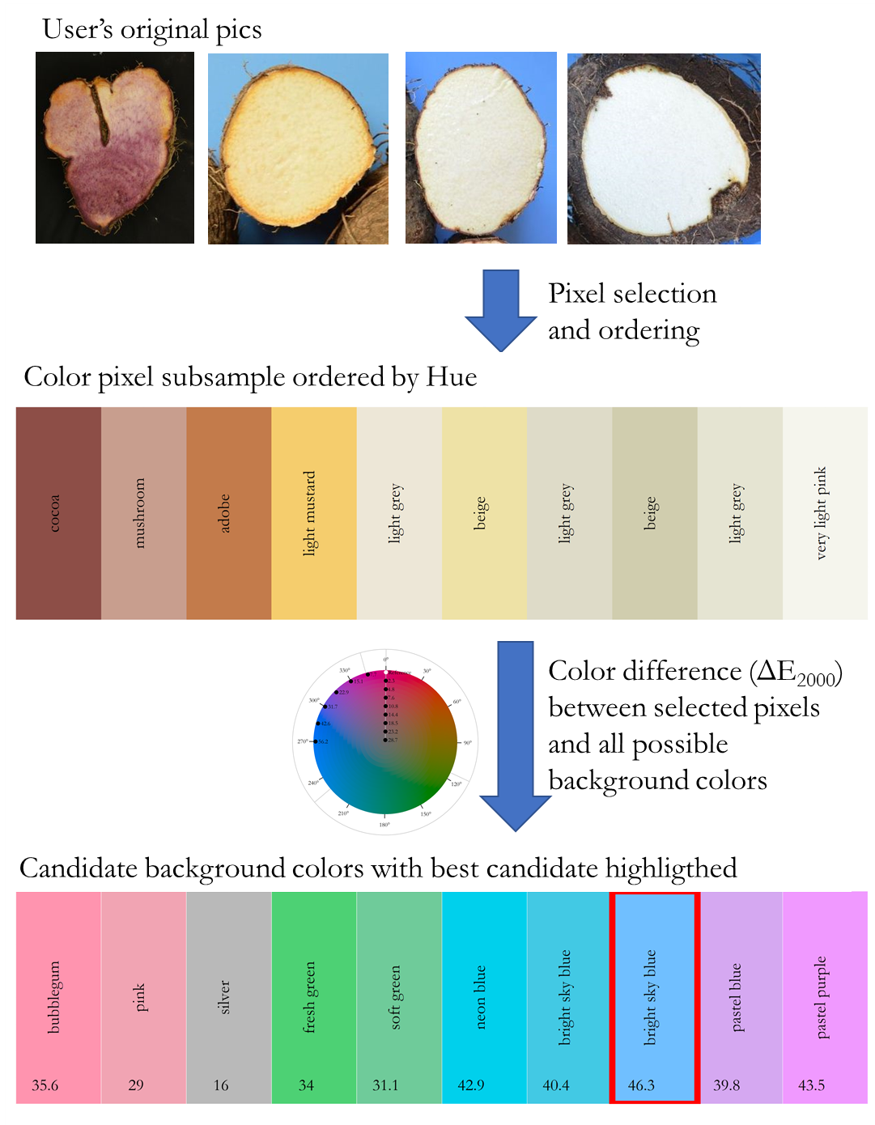 User's original pics
Pixel selection
and ordering
Color pixel subsample ordered by Hue
cocoa
mushroom
adobe
light mustard
light grey
beige
light grey
beige
light grey
very light pink
0°
30°
60°
90°
120°
150°
180°
210°
240°
270°
300°
330°
Color difference (ΔE2000)
between selected pixels
and all possible
background colors
Candidate background colors with best candidate highligthed
bubblegum
pink
silver
fresh green
soft green
neon blue
bright sky blue
bright sky blue
pastel blue
pastel purple
35.6 29 16 34 31.1 42.9 40.4 46.3 39.8 43.5